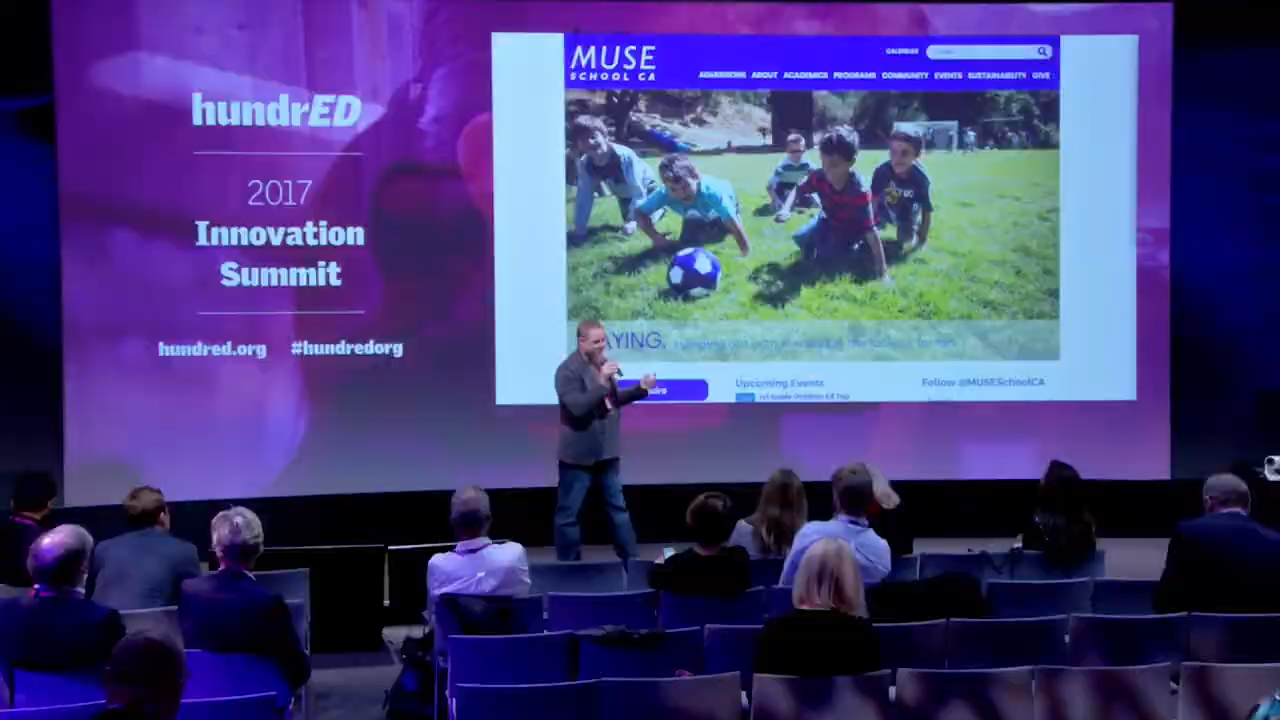 hundrED
2017
Innovation
Summit
hundred.org #hundredorg
MUSE
SCHOOL CA
CALENDAR
ADMISSIONS ABOUT ACADEMICS PROGRAMS COMMUNITY EVENTS SUSTAINABILITY GIVE
AYING.
Upcoming Events
Follow @MUSESchoolCA